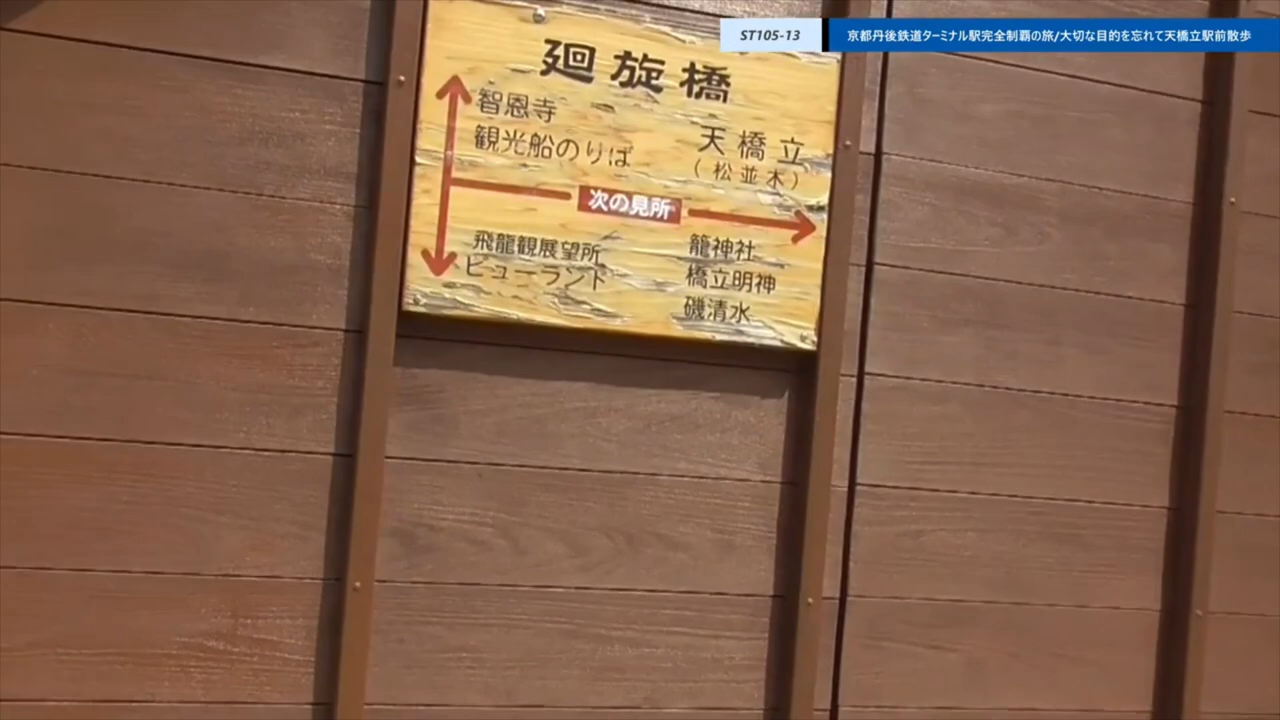 ST105-13
京都丹後鉄道ターミナル駅完全制覇の旅/大切な目的を忘れて天橋立駅前散歩
廻旋橋
智恩寺
観光船のりば
天橋立
(松並木)
次の見所
飛龍観展望所
ビューランド
籠神社
橋立明神
磯清水